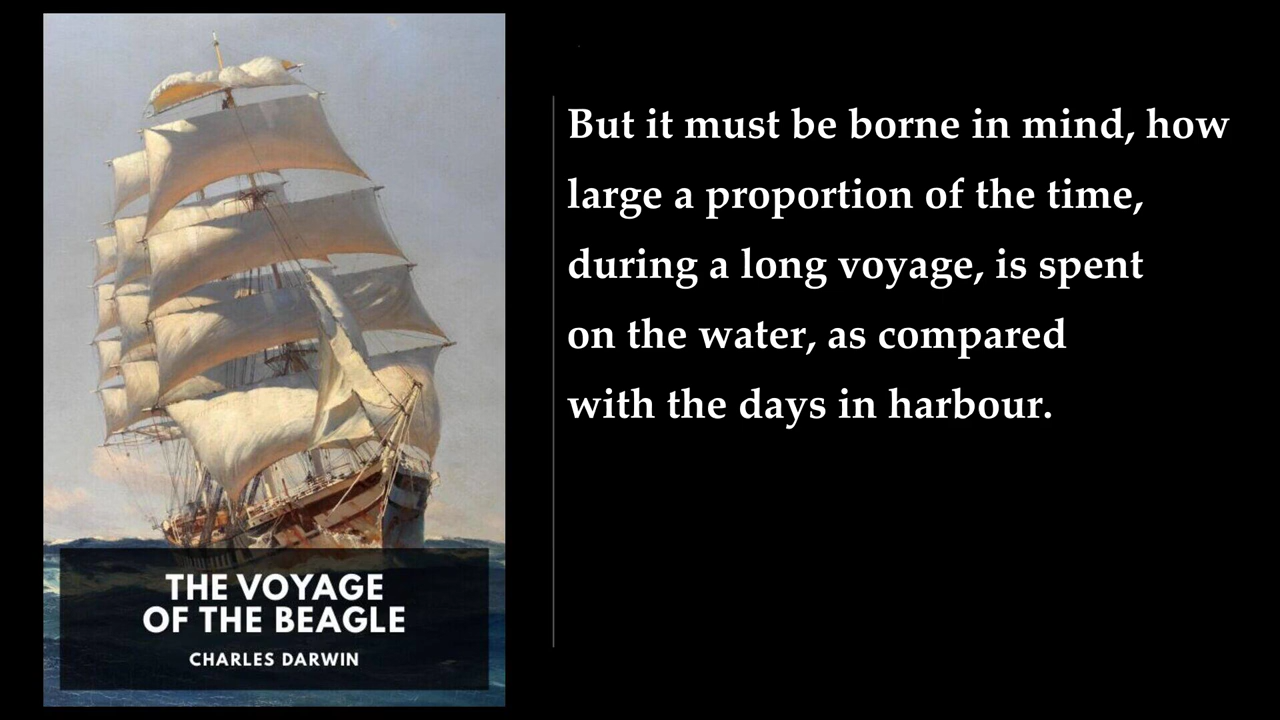 THE VOYAGE
OF THE BEAGLE
CHARLES DARWIN
But it must be borne in mind, how
large a proportion of the time,
during a long voyage, is spent
on the water, as compared
with the days in harbour.